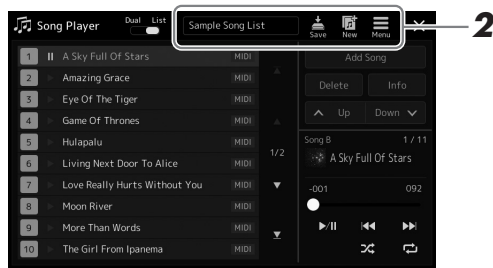 Song Player
Dual List
Sample Song List
Save
New
Menu
2
1 A Sky Full Of Stars MIDI
2 Amazing Grace MIDI
3 Eye Of The Tiger MIDI
4 Game Of Thrones MIDI
5 Hulapalu MIDI
6 Living Next Door To Alice MIDI
7 Love Really Hurts Without You MIDI
8 Moon River MIDI
9 More Than Words MIDI
10 The Girl From Ipanema MIDI
1/2
Add Song
Delete Info
Up Down
Song B 1 / 11
A Sky Full Of Stars
-001 092